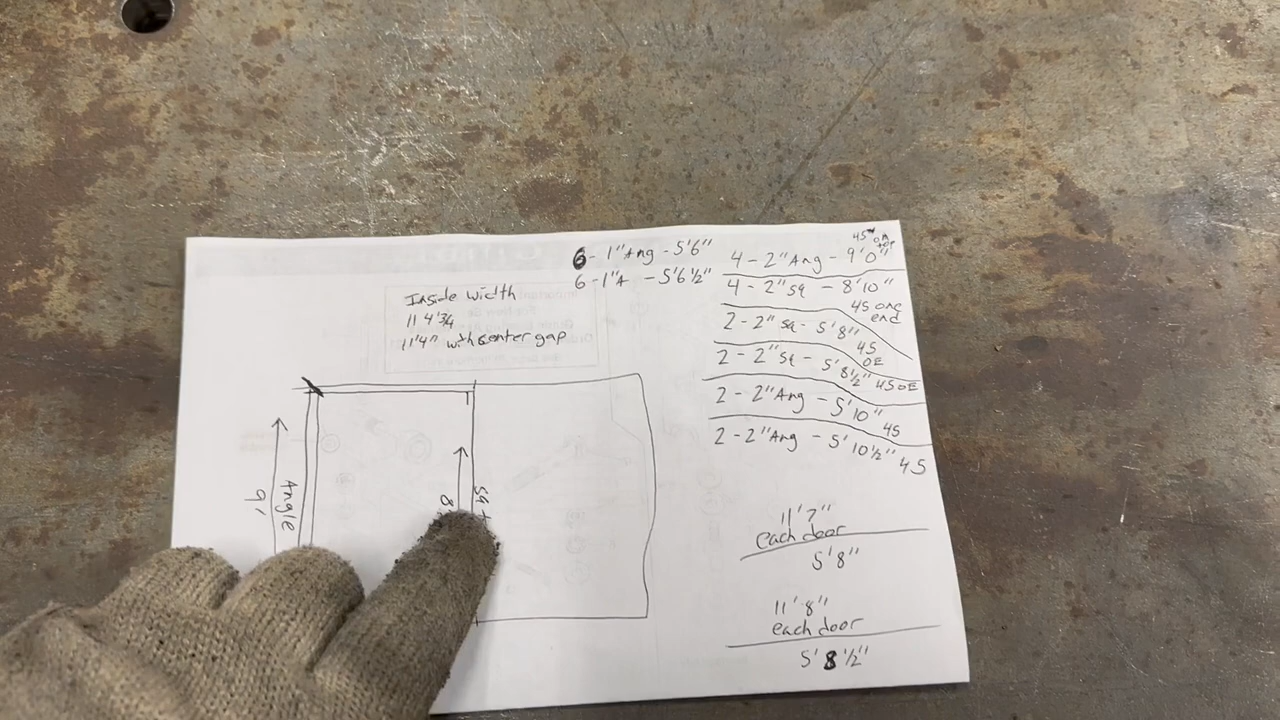 6 - 1" Ang - 5'6"
6 - 1" A - 5'6 1/2"
Inside width
11 4' 3/4
11'4" with center gap
45° on top
4 - 2" Ang - 9'0"
4 - 2" sq - 8'10"
45 one end
2 - 2" sq - 5'8"
45 OE
2 - 2" sq - 5'8 1/2" 45 OE
2 - 2" Ang - 5'10"
45
2 - 2" Ang - 5'10 1/2" 45
Angle
9'
sq
8'
11'7"
each door
5'8"
11'-8"
each door
5'8 1/2"